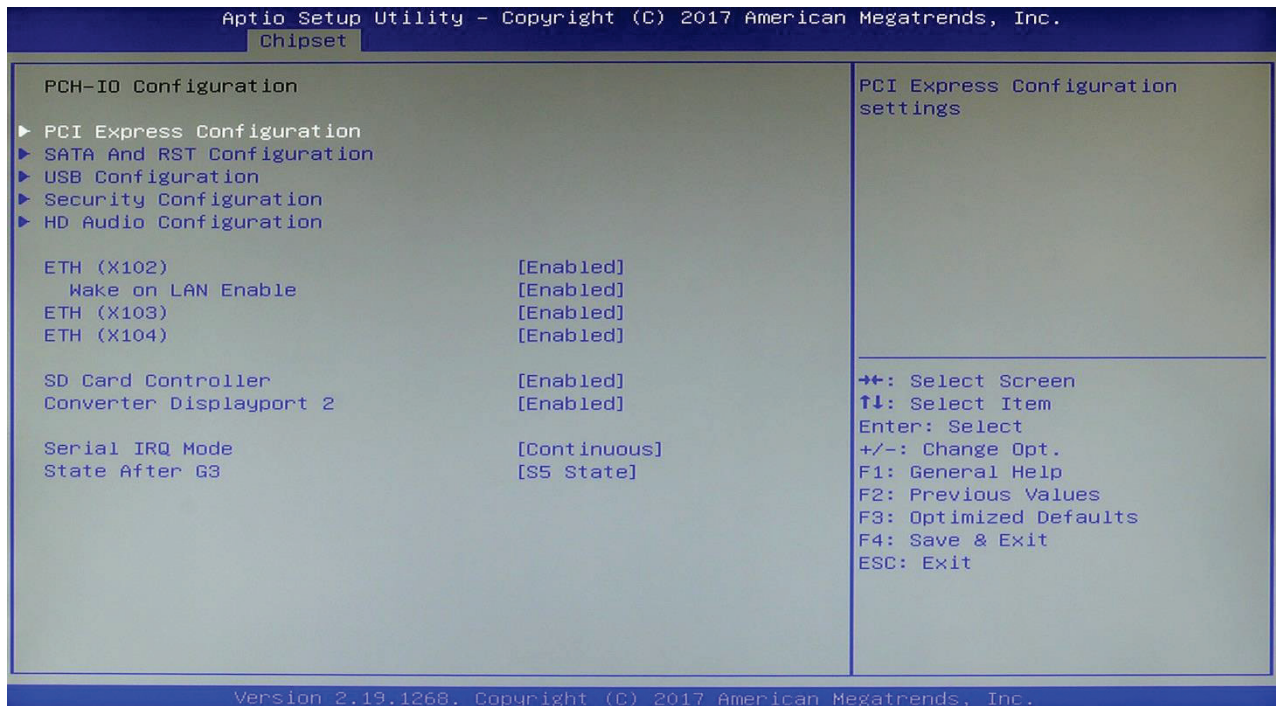 Aptio Setup Utility – Copyright (C) 2017 American Megatrends, Inc.
Chipset
PCH-IO Configuration
▶ PCI Express Configuration
▶ SATA And RST Configuration
▶ USB Configuration
▶ Security Configuration
▶ HD Audio Configuration
ETH (X102) [Enabled]
Wake on LAN Enable [Enabled]
ETH (X103) [Enabled]
ETH (X104) [Enabled]
SD Card Controller [Enabled]
Converter Displayport 2 [Enabled]
Serial IRQ Mode [Continuous]
State After G3 [S5 State]
PCI Express Configuration
settings
→←: Select Screen
↑↓: Select Item
Enter: Select
+/-: Change Opt.
F1: General Help
F2: Previous Values
F3: Optimized Defaults
F4: Save & Exit
ESC: Exit
Version 2.19.1268. Copyright (C) 2017 American Megatrends, Inc.